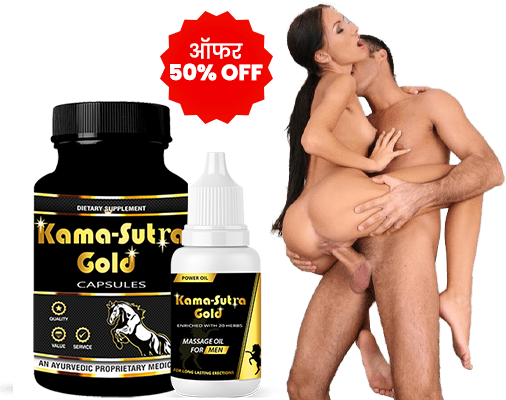 ऑफर
50% OFF
DIETARY SUPPLEMENT
Kama-Sutra
Gold
CAPSULES
QUALITY
VALUE
SERVICE
AN AYURVEDIC PROPRIETARY MEDIC
POWER OIL
Kama-Sutra
Gold
ENRICHED WITH 20 HERBS
MASSAGE OIL
FOR MEN
FOR LONG LASTING ERECTIONS